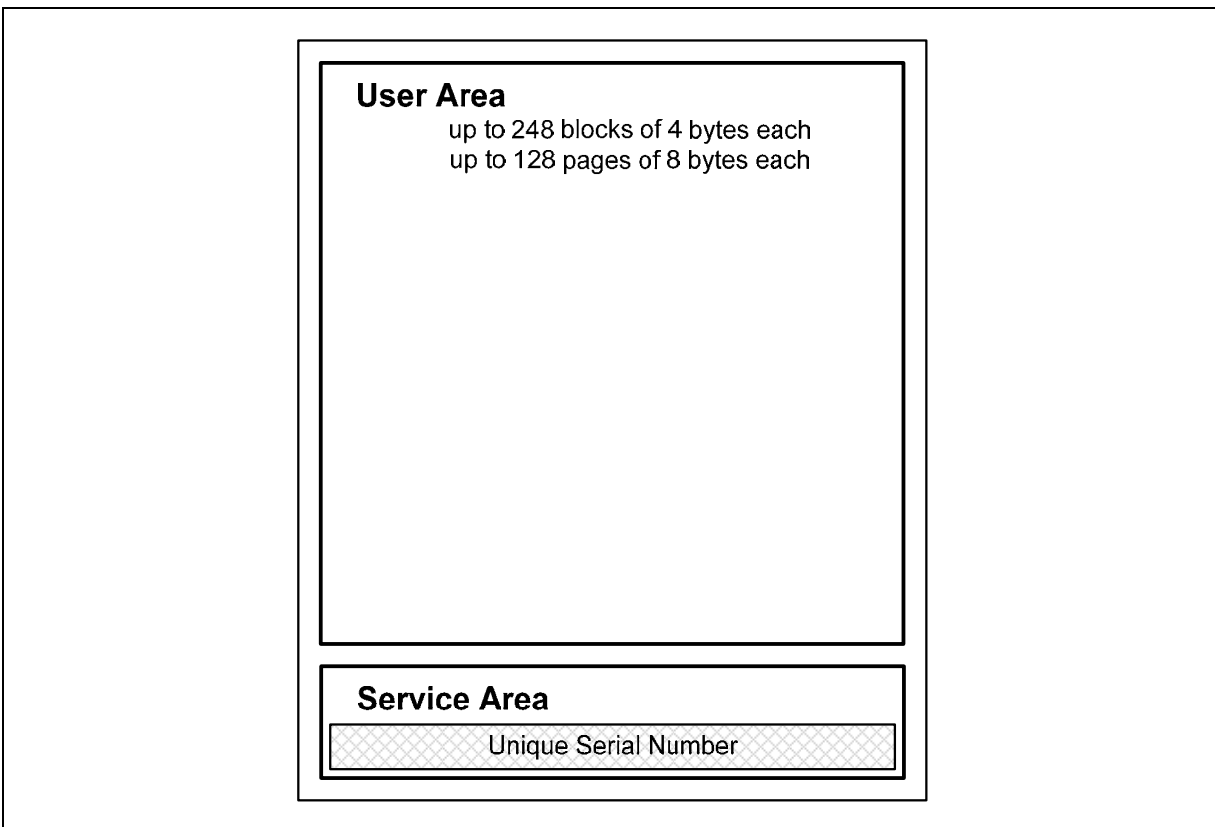 User Area
up to 248 blocks of 4 bytes each
up to 128 pages of 8 bytes each
Service Area
Unique Serial Number